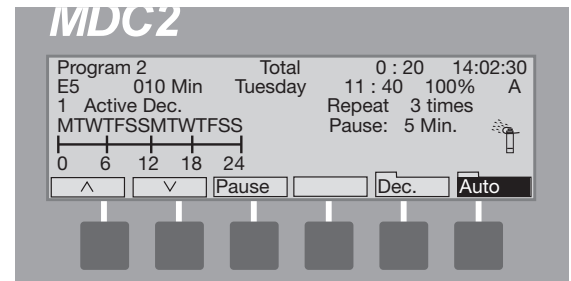 MDC2
Program 2 Total 0 : 20 14:02:30
E5 010 Min Tuesday 11 : 40 100% A
1 Active Dec. Repeat 3 times
MTWTFSSMTWTFSS Pause: 5 Min.
0 6 12 18 24
Pause Dec. Auto